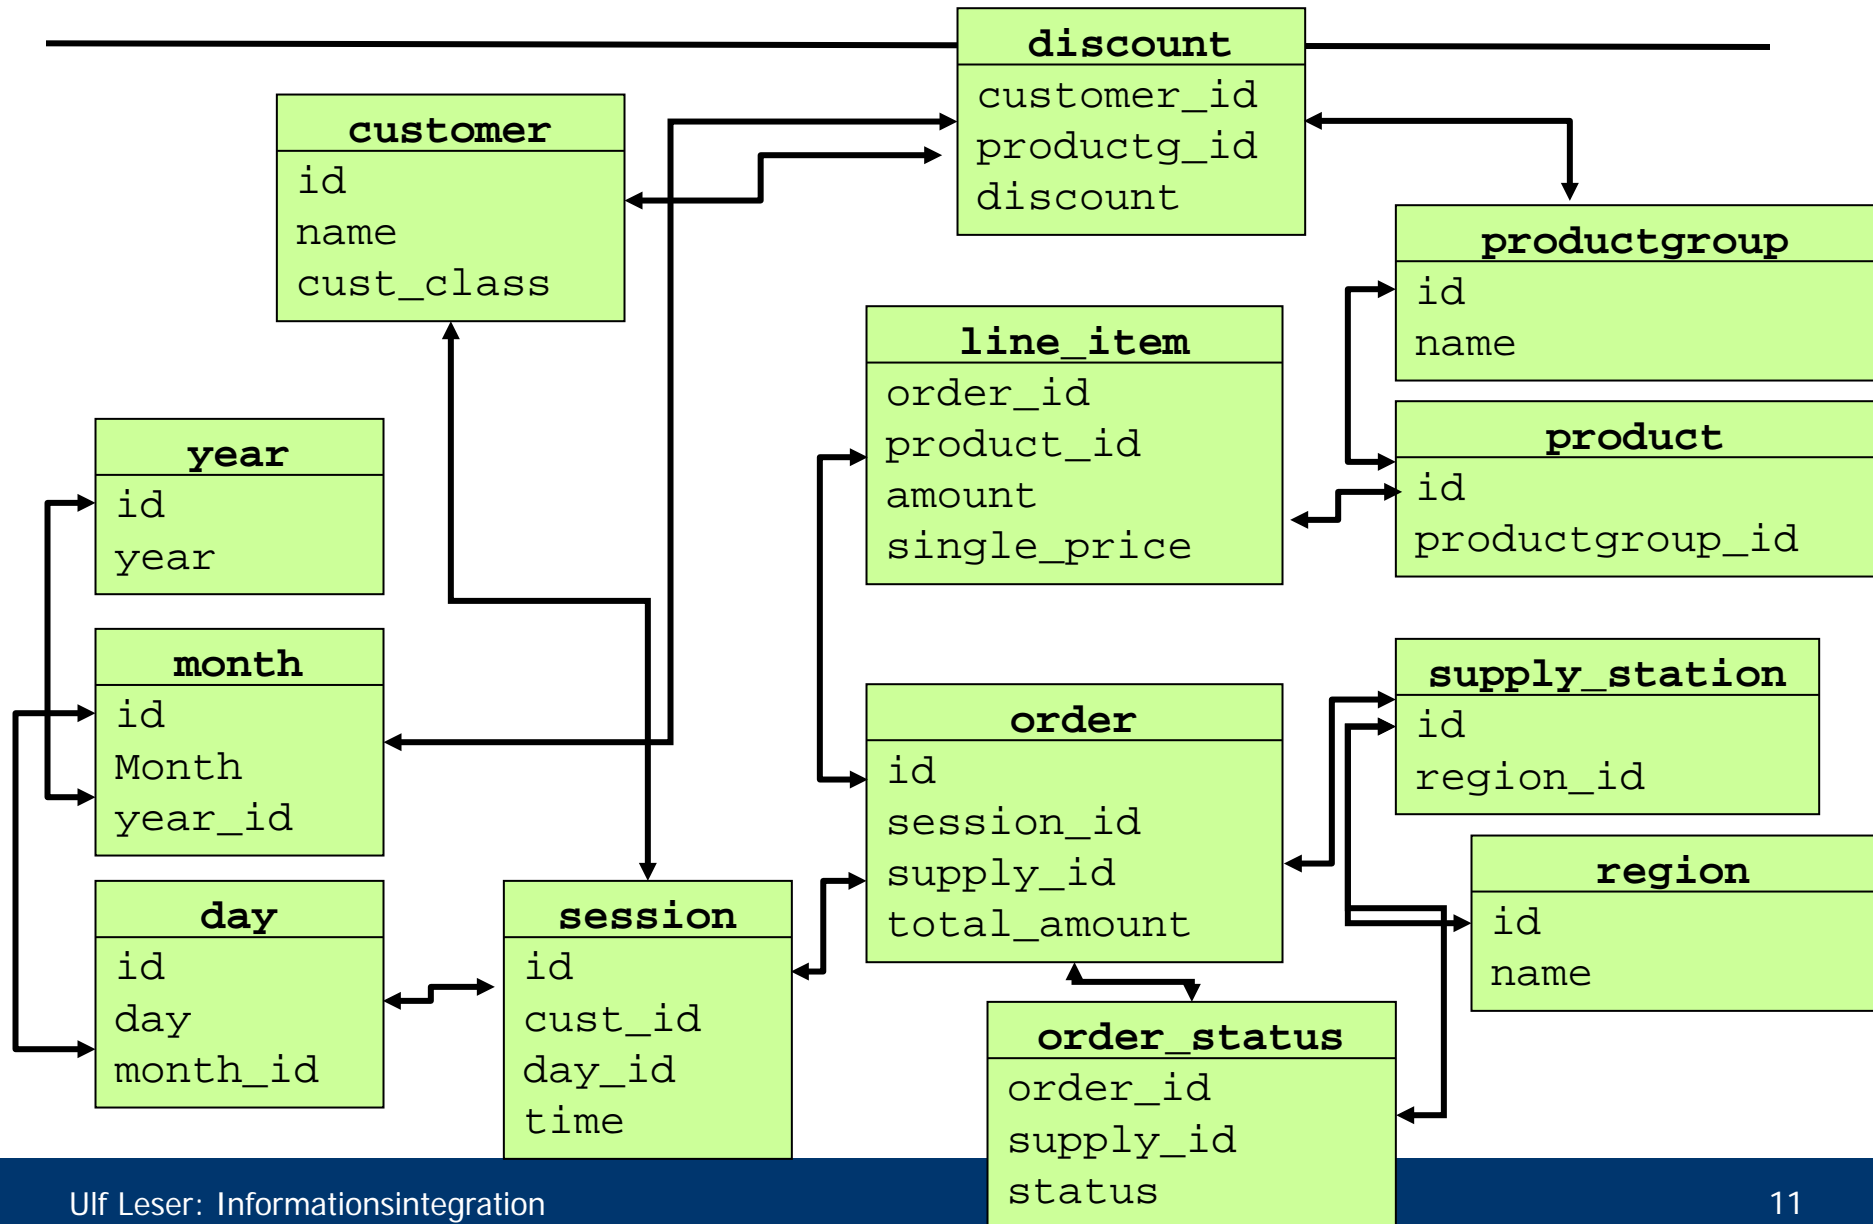 discount
customer_id
productg_id
discount
customer
id
name
cust_class
productgroup
id
name
line_item
order_id
product_id
amount
single_price
product
id
productgroup_id
year
id
year
month
id
Month
year_id
supply_station
id
region_id
order
id
session_id
supply_id
total_amount
region
id
name
day
id
day
month_id
session
id
cust_id
day_id
time
order_status
order_id
supply_id
status
Ulf Leser: Informationsintegration
11